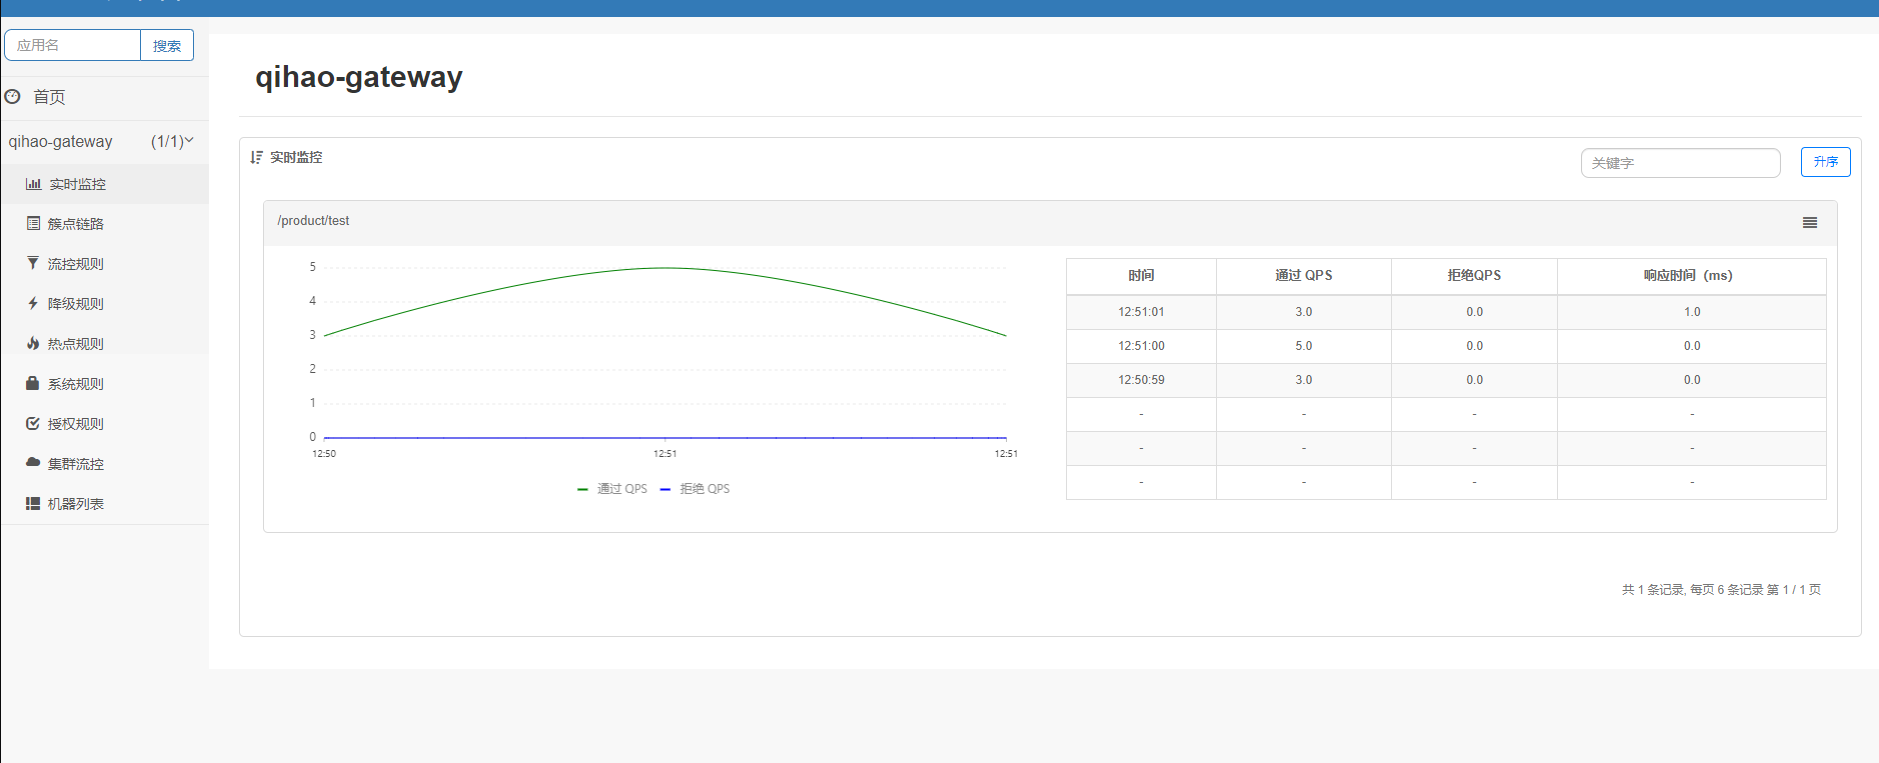 应用名 搜索
首页
qihao-gateway (1/1)
实时监控
簇点链路
流控规则
降级规则
热点规则
系统规则
授权规则
集群流控
机器列表
qihao-gateway
实时监控 关键字 升序
/product/test
5
4
3
2
1
0
12:50 12:51 12:51
通过 QPS 拒绝 QPS
时间 通过 QPS 拒绝QPS 响应时间（ms）
12:51:01 3.0 0.0 1.0
12:51:00 5.0 0.0 0.0
12:50:59 3.0 0.0 0.0
- - - -
- - - -
- - - -
共 1 条记录, 每页 6 条记录 第 1 / 1 页